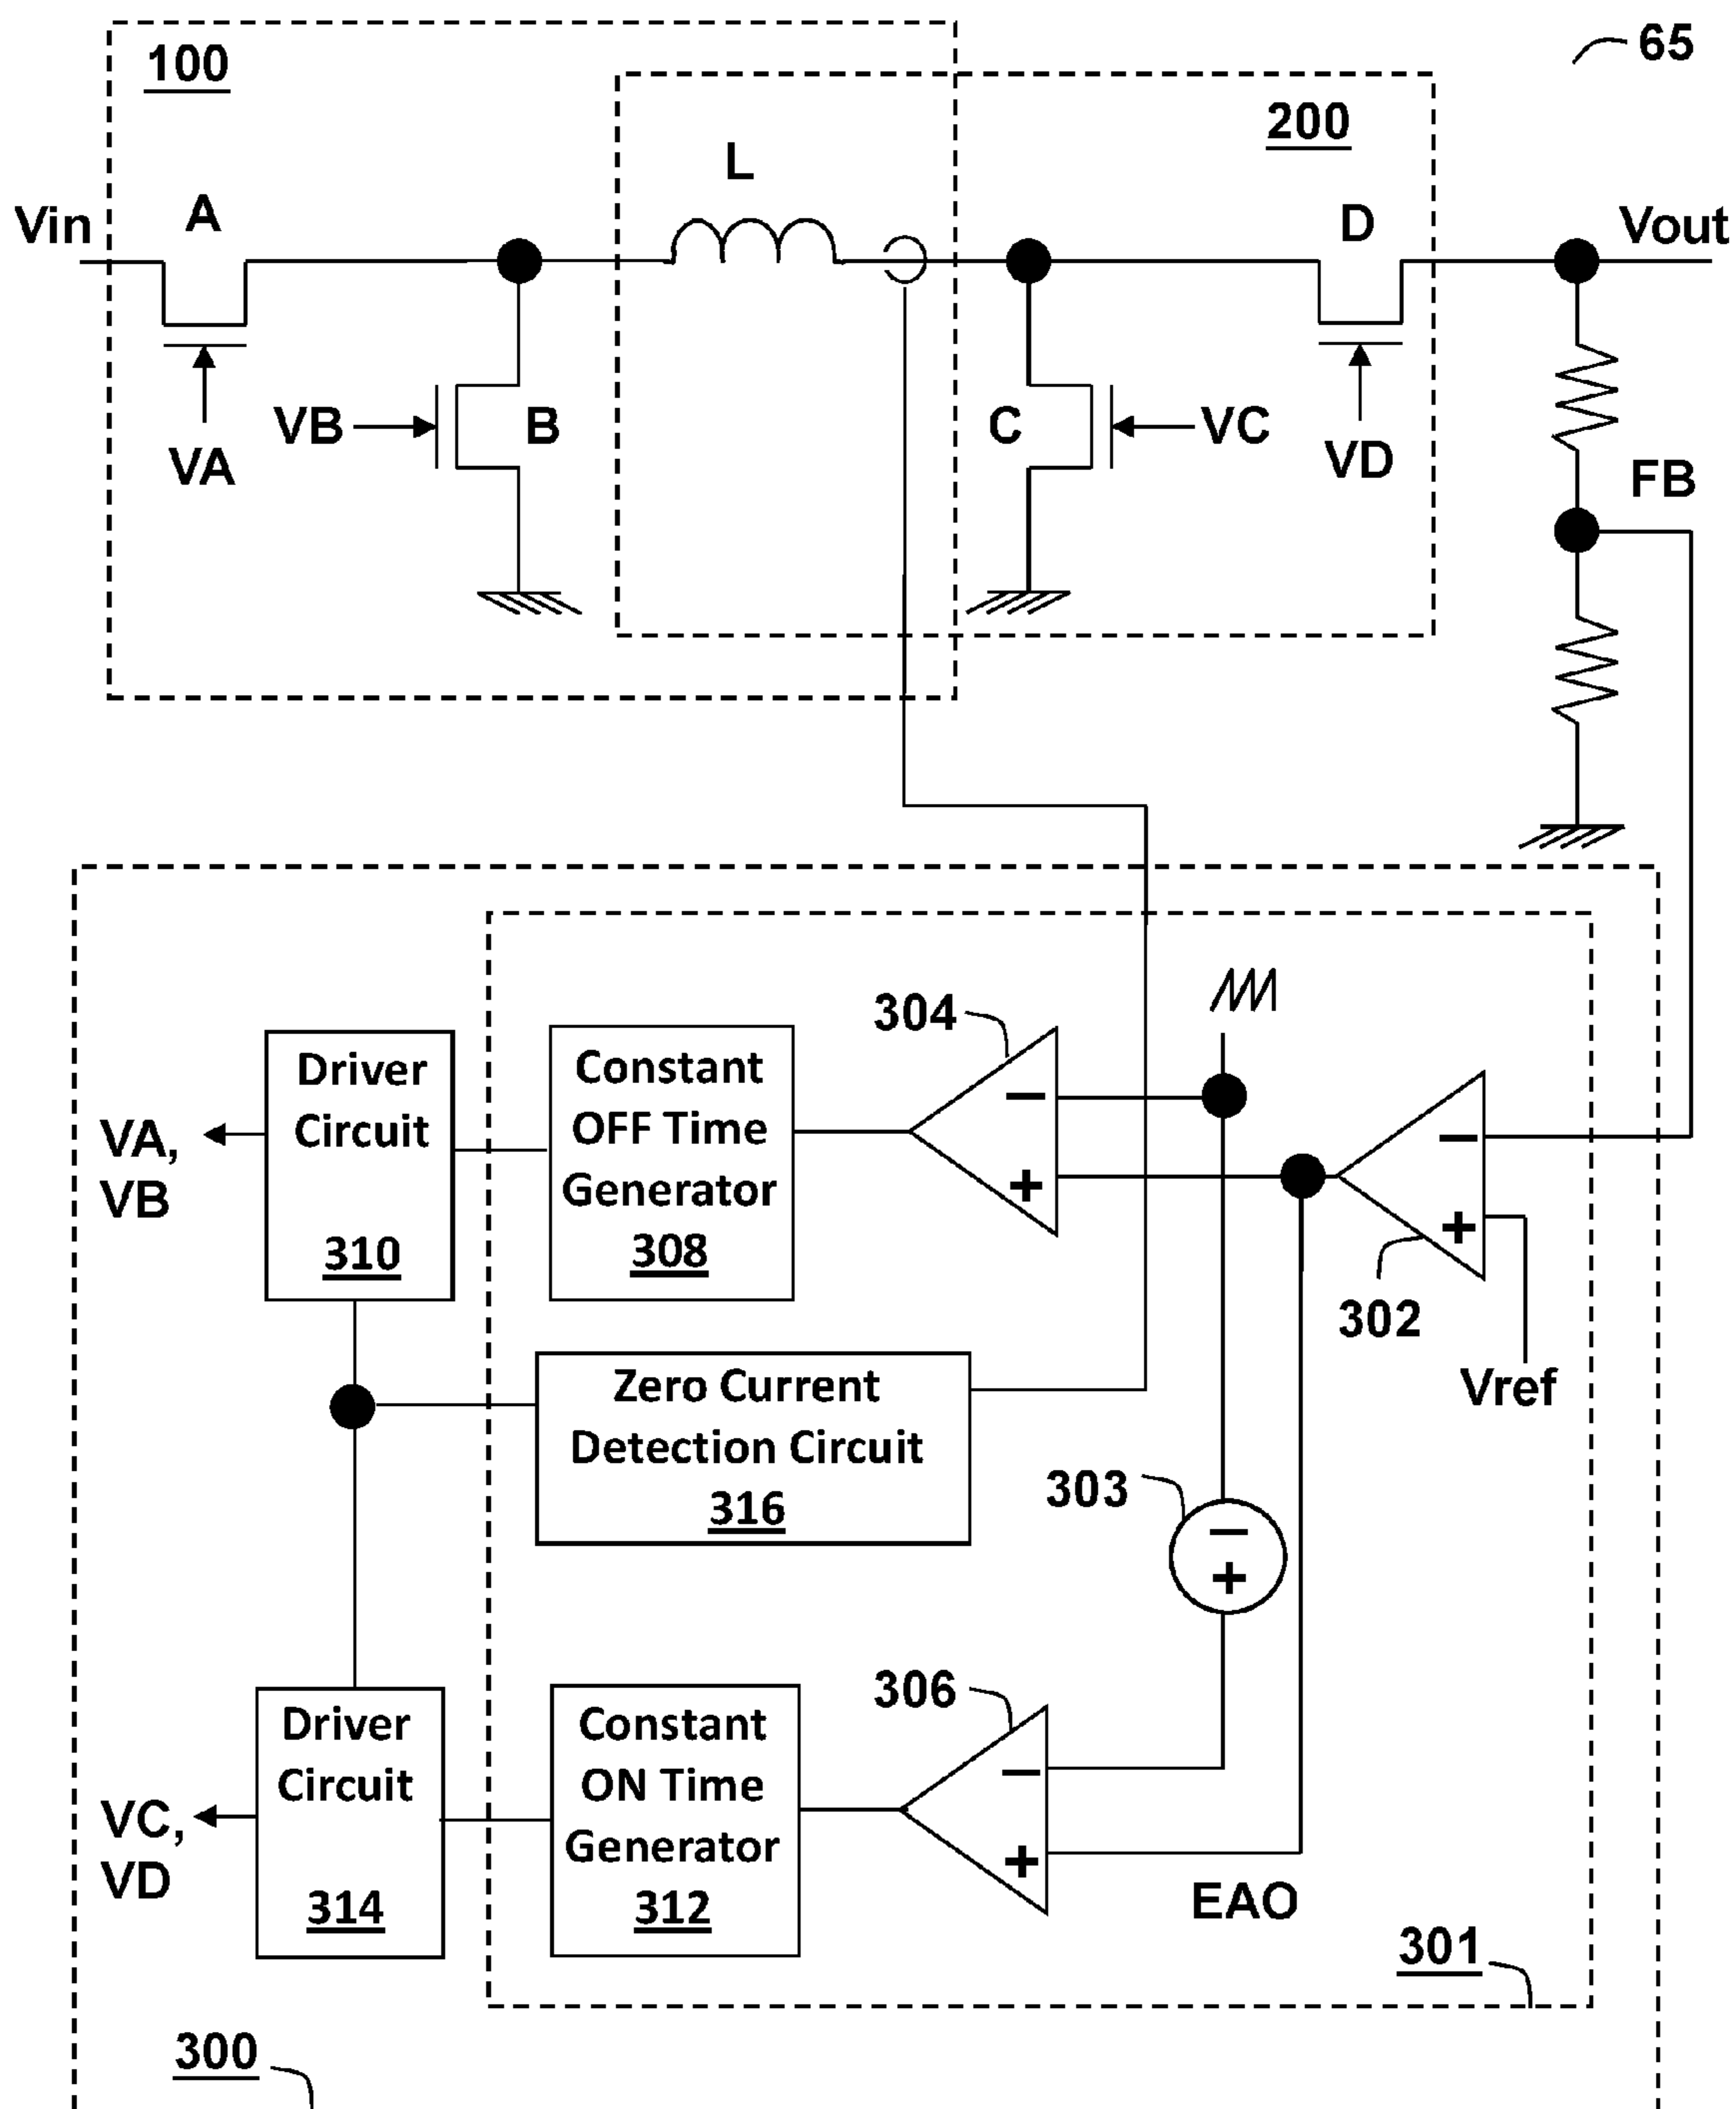 100
65
200
L
Vin
A
D
Vout
VA
VB
B
C
VC
VD
FB
304
Driver
Circuit
310
Constant
OFF Time
Generator
308
−
+
−
+
302
Vref
VA,
VB
Zero Current
Detection Circuit
316
303
−
+
306
Driver
Circuit
314
Constant
ON Time
Generator
312
−
+
VC,
VD
EAO
301
300